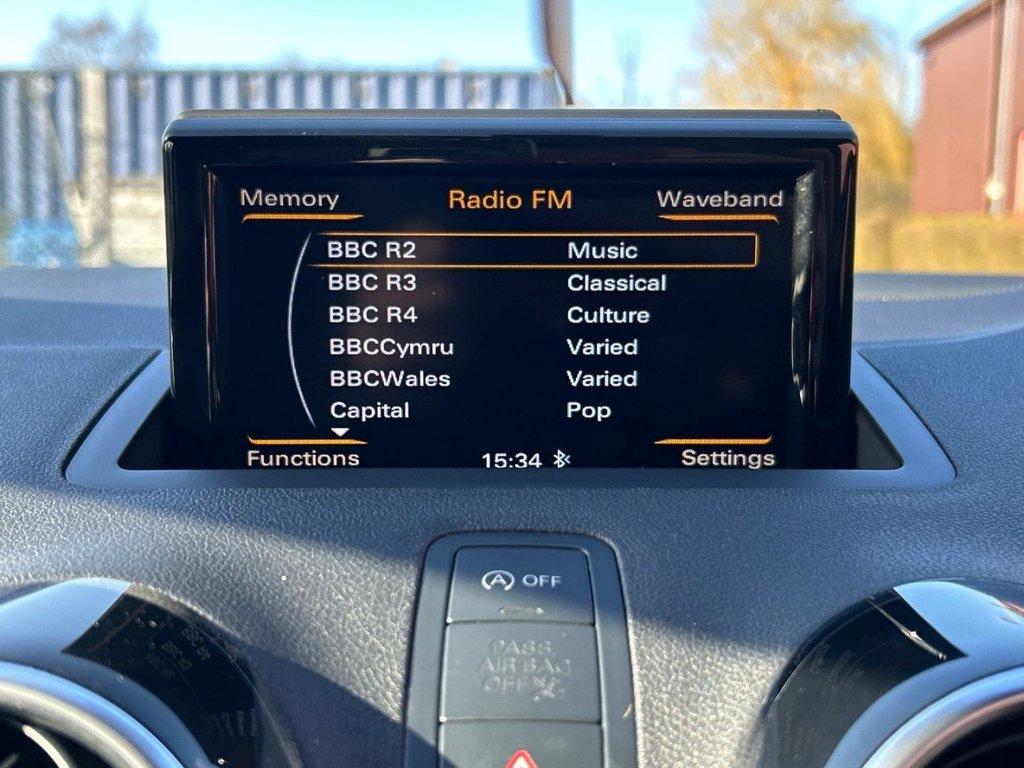 Memory Radio FM Waveband
BBC R2 Music
BBC R3 Classical
BBC R4 Culture
BBCCymru Varied
BBCWales Varied
Capital Pop
Functions 15:34 Settings
A OFF
PASS
AIR BAG
OFF